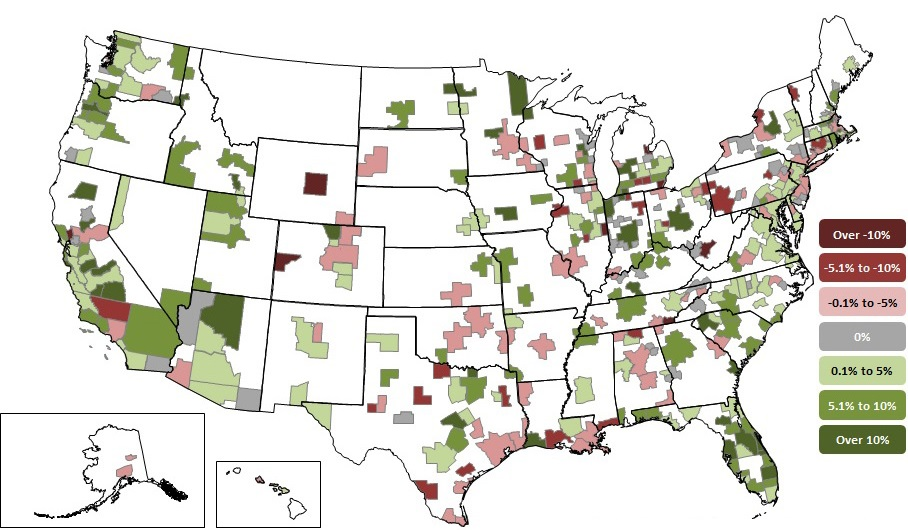 Over -10%
-5.1% to -10%
-0.1% to -5%
0%
0.1% to 5%
5.1% to 10%
Over 10%